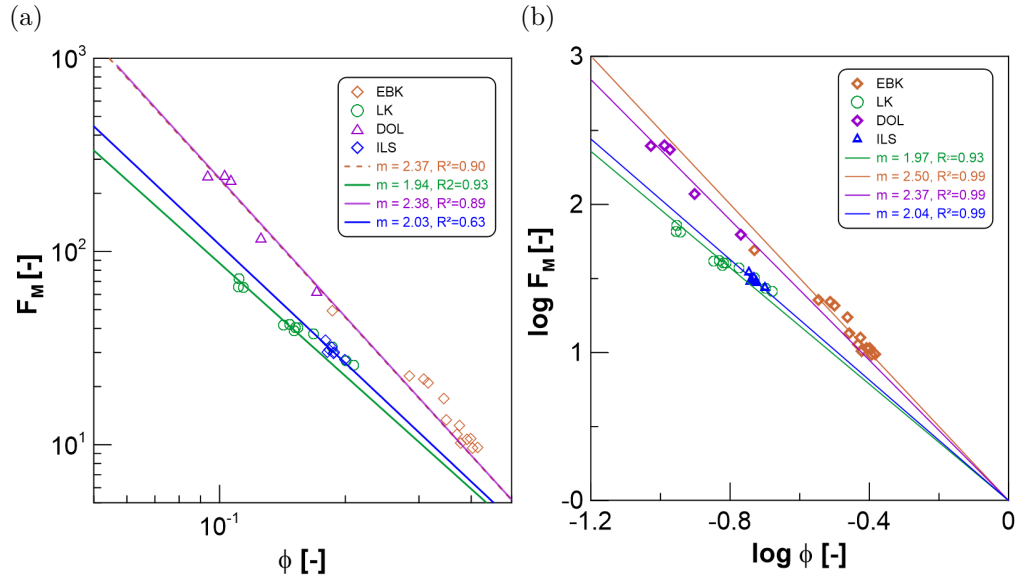 (a)
(b)
10³
10²
10¹
F_M [-]
EBK
LK
DOL
ILS
m = 2.37, R²=0.90
m = 1.94, R2=0.93
m = 2.38, R²=0.89
m = 2.03, R²=0.63
10⁻¹
ϕ [-]
3
2
1
-0
log F_M [-]
EBK
LK
DOL
ILS
m = 1.97, R²=0.93
m = 2.50, R²=0.99
m = 2.37, R²=0.99
m = 2.04, R²=0.99
-1.2 -0.8 -0.4 0
log ϕ [-]